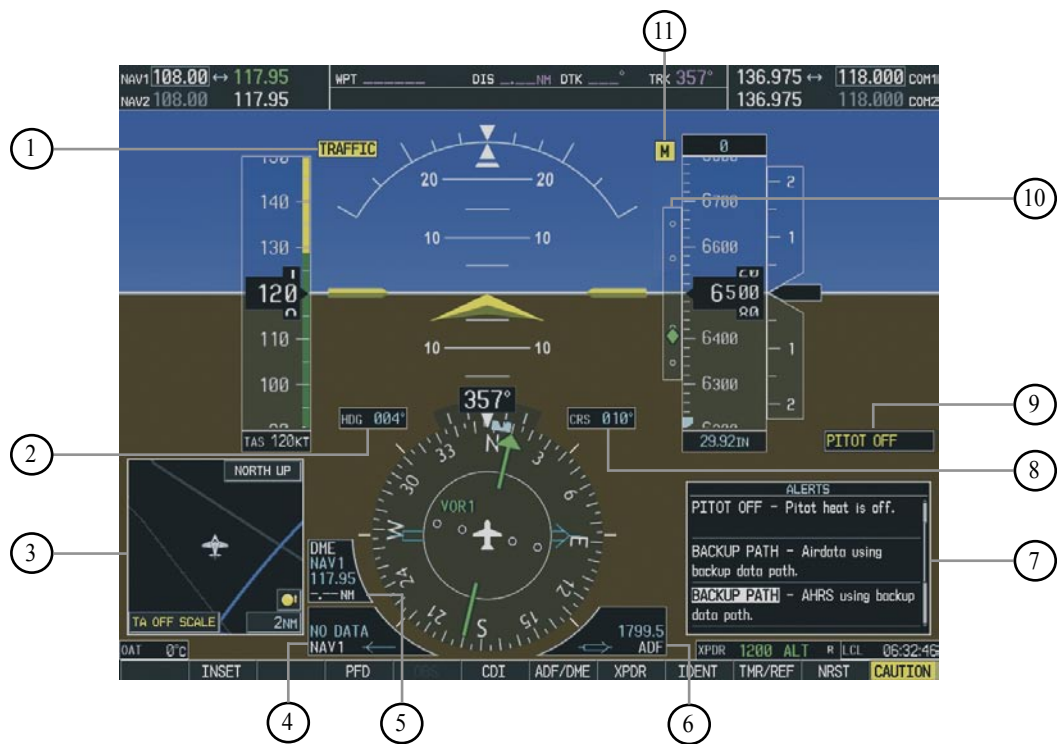 11
NAV1 108.00 ↔ 117.95 WPT ______ DIS __.__NM DTK ___° TRK 357° 136.975 ↔ 118.000 COM1
NAV2 108.00 117.95 136.975 118.000 COM2
1
TRAFFIC
M
0
150
140
130
120
110
100
TAS 120KT
20 20
10 10
10 10
6700
6600
6500
20
80
6400
6300
29.92IN
2
1
1
2
10
HDG 004°
357°
CRS 010°
PITOT OFF
9
2
8
NORTH UP
TA OFF SCALE
2NM
3
N
3
6
E
12
15
S
21
24
W
30
33
VOR1
DME
NAV1
117.95
-.--NM
ALERTS
PITOT OFF - Pitot heat is off.
BACKUP PATH - Airdata using
backup data path.
BACKUP PATH - AHRS using backup
data path.
7
NO DATA
NAV1
1799.5
ADF
OAT 0°C
XPDR 1200 ALT R LCL 06:32:46
INSET PFD OBS CDI ADF/DME XPDR IDENT TMR/REF NRST CAUTION
4
5
6